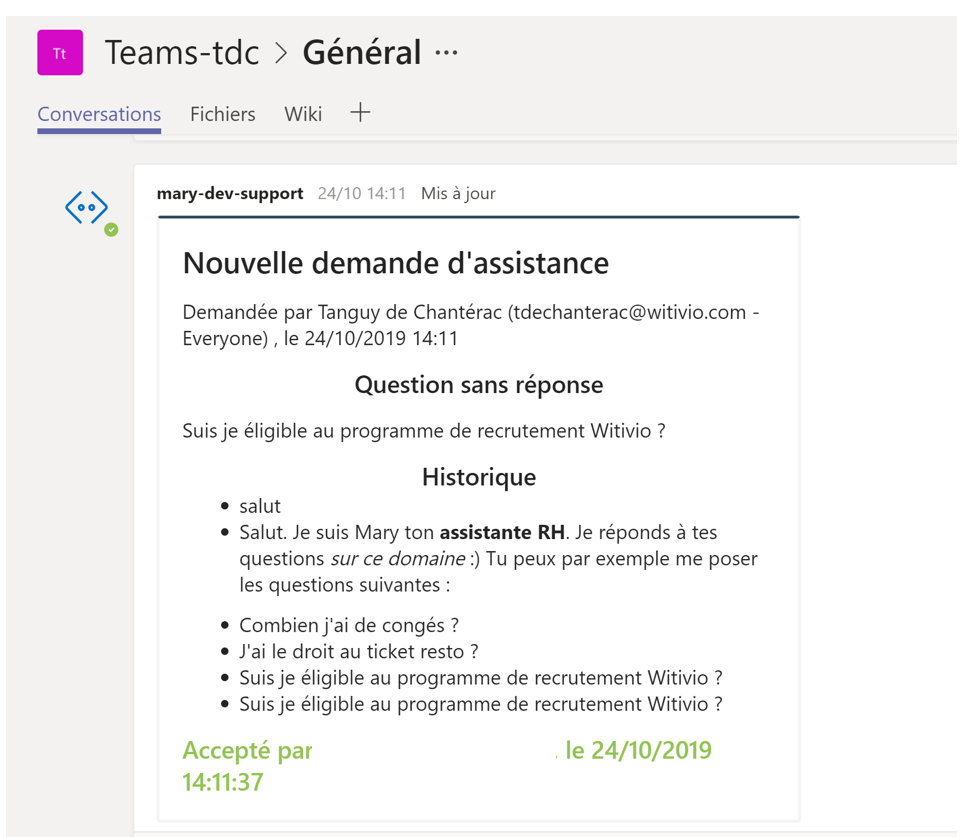 Tt
Teams-tdc > Général ···
Conversations Fichiers Wiki +
mary-dev-support 24/10 14:11 Mis à jour
Nouvelle demande d'assistance
Demandée par Tanguy de Chantérac (tdechanterac@witivio.com -
Everyone) , le 24/10/2019 14:11
Question sans réponse
Suis je éligible au programme de recrutement Witivio ?
Historique
• salut
• Salut. Je suis Mary ton assistante RH. Je réponds à tes
questions sur ce domaine :) Tu peux par exemple me poser
les questions suivantes :
• Combien j'ai de congés ?
• J'ai le droit au ticket resto ?
• Suis je éligible au programme de recrutement Witivio ?
• Suis je éligible au programme de recrutement Witivio ?
Accepté par , le 24/10/2019
14:11:37